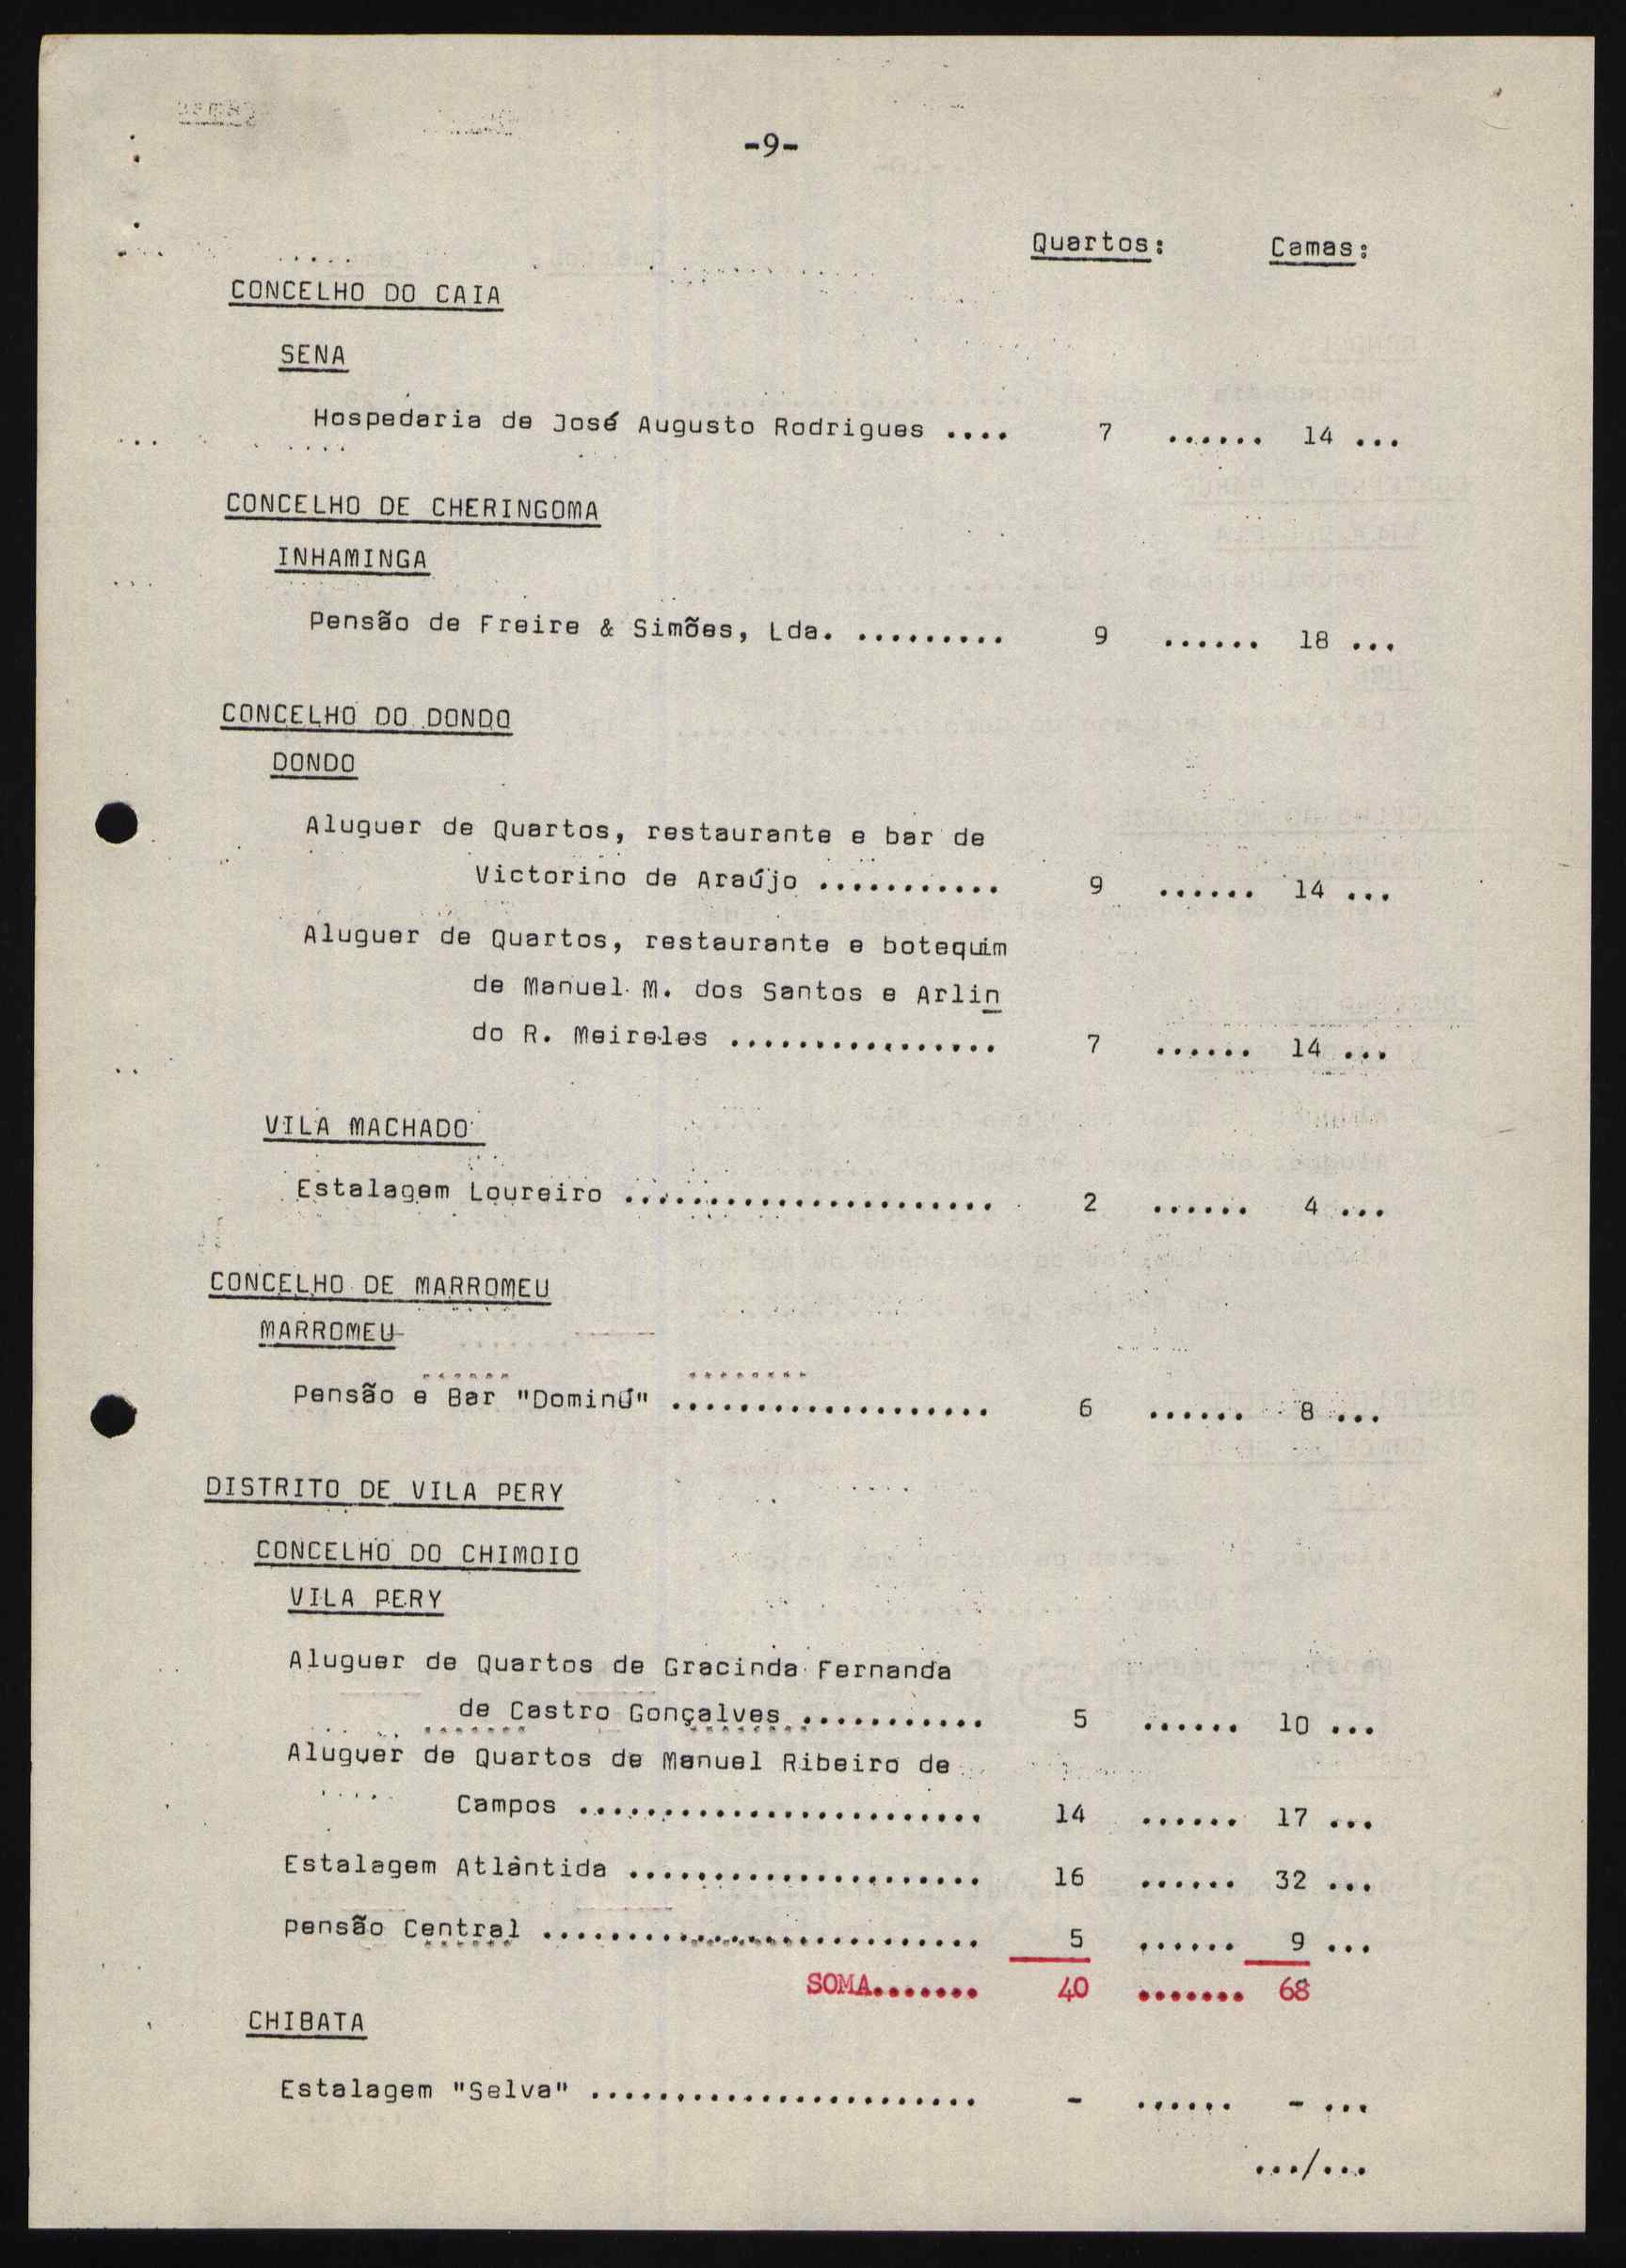 -9-
Quartos: Camas:
CONCELHO DO CAIA
SENA
Hospedaria de José Augusto Rodrigues .... 7 ...... 14 ...
CONCELHO DE CHERINGOMA
INHAMINGA
Pensão de Freire & Simões, Lda. ......... 9 ...... 18 ...
CONCELHO DO DONDO
DONDO
Aluguer de Quartos, restaurante e bar de
Victorino de Araújo ........... 9 ...... 14 ...
Aluguer de Quartos, restaurante e botequim
de Manuel M. dos Santos e Arlin
do R. Meireles ................ 7 ...... 14 ...
VILA MACHADO
Estalagem Loureiro ...................... 2 ...... 4 ...
CONCELHO DE MARROMEU
MARROMEU
Pensão e Bar "Dominú" ................... 6 ...... 8 ...
DISTRITO DE VILA PERY
CONCELHO DO CHIMOIO
VILA PERY
Aluguer de Quartos de Gracinda Fernanda
de Castro Gonçalves ........... 5 ...... 10 ...
Aluguer de Quartos de Manuel Ribeiro de
Campos ........................ 14 ...... 17 ...
Estalagem Atlântida ..................... 16 ...... 32 ...
Pensão Central .......................... 5 ...... 9 ...
SOMA....... 40 ....... 68
CHIBATA
Estalagem "Selva" ....................... - ...... - ...
.../...